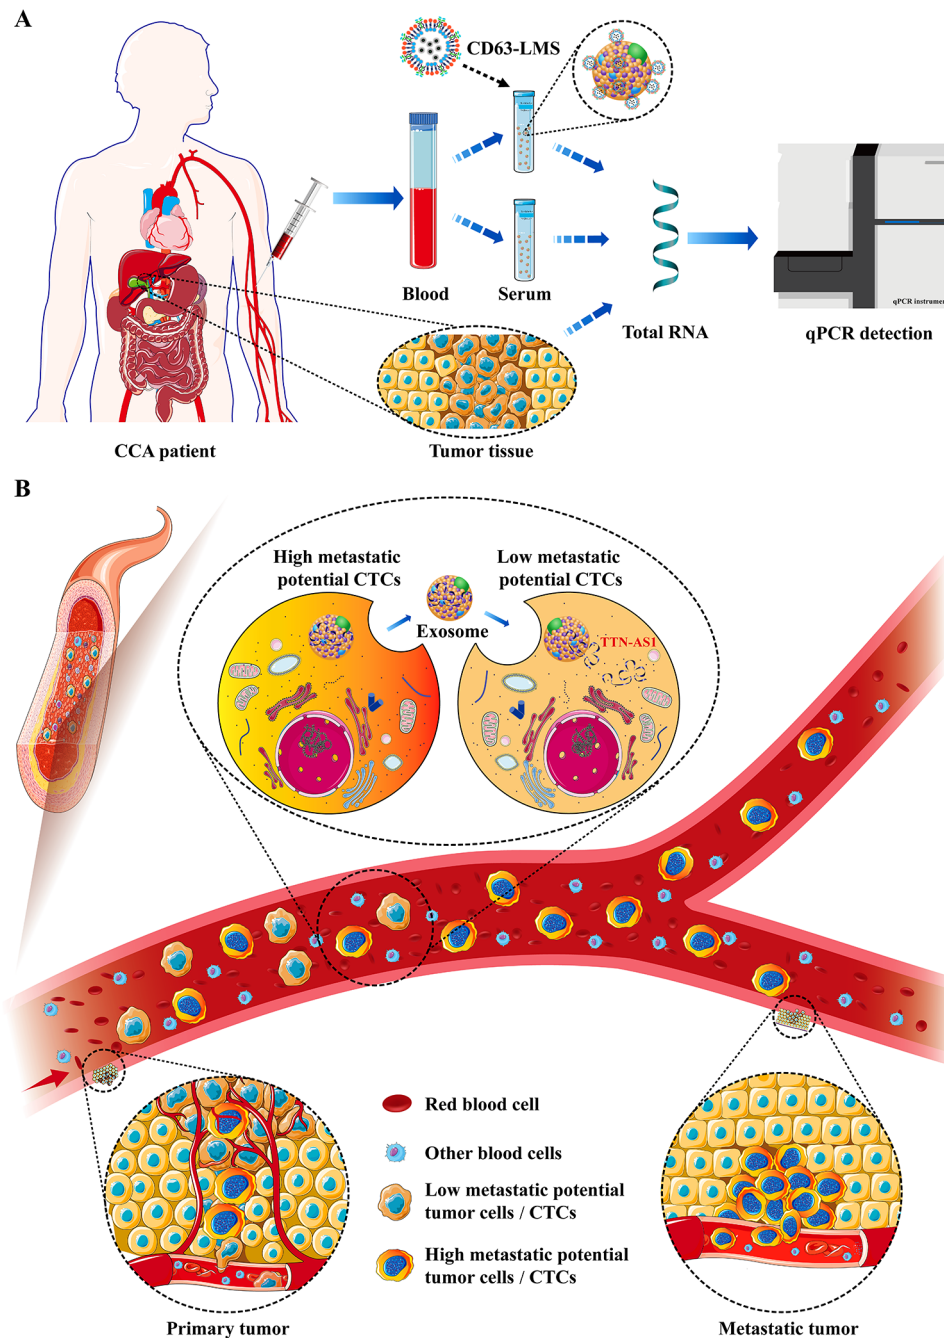 A
CD63-LMS
Blood
Serum
Total RNA
qPCR instrument
qPCR detection
CCA patient
Tumor tissue
B
High metastatic
potential CTCs
Low metastatic
potential CTCs
Exosome
TTN-AS1
Red blood cell
Other blood cells
Low metastatic potential
tumor cells / CTCs
High metastatic potential
tumor cells / CTCs
Primary tumor
Metastatic tumor